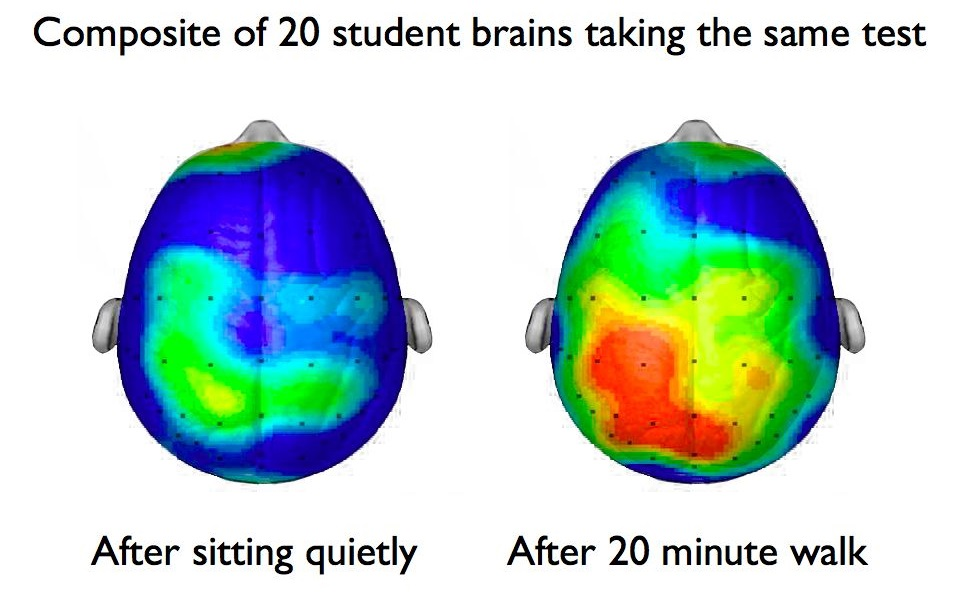 Composite of 20 student brains taking the same test
After sitting quietly
After 20 minute walk